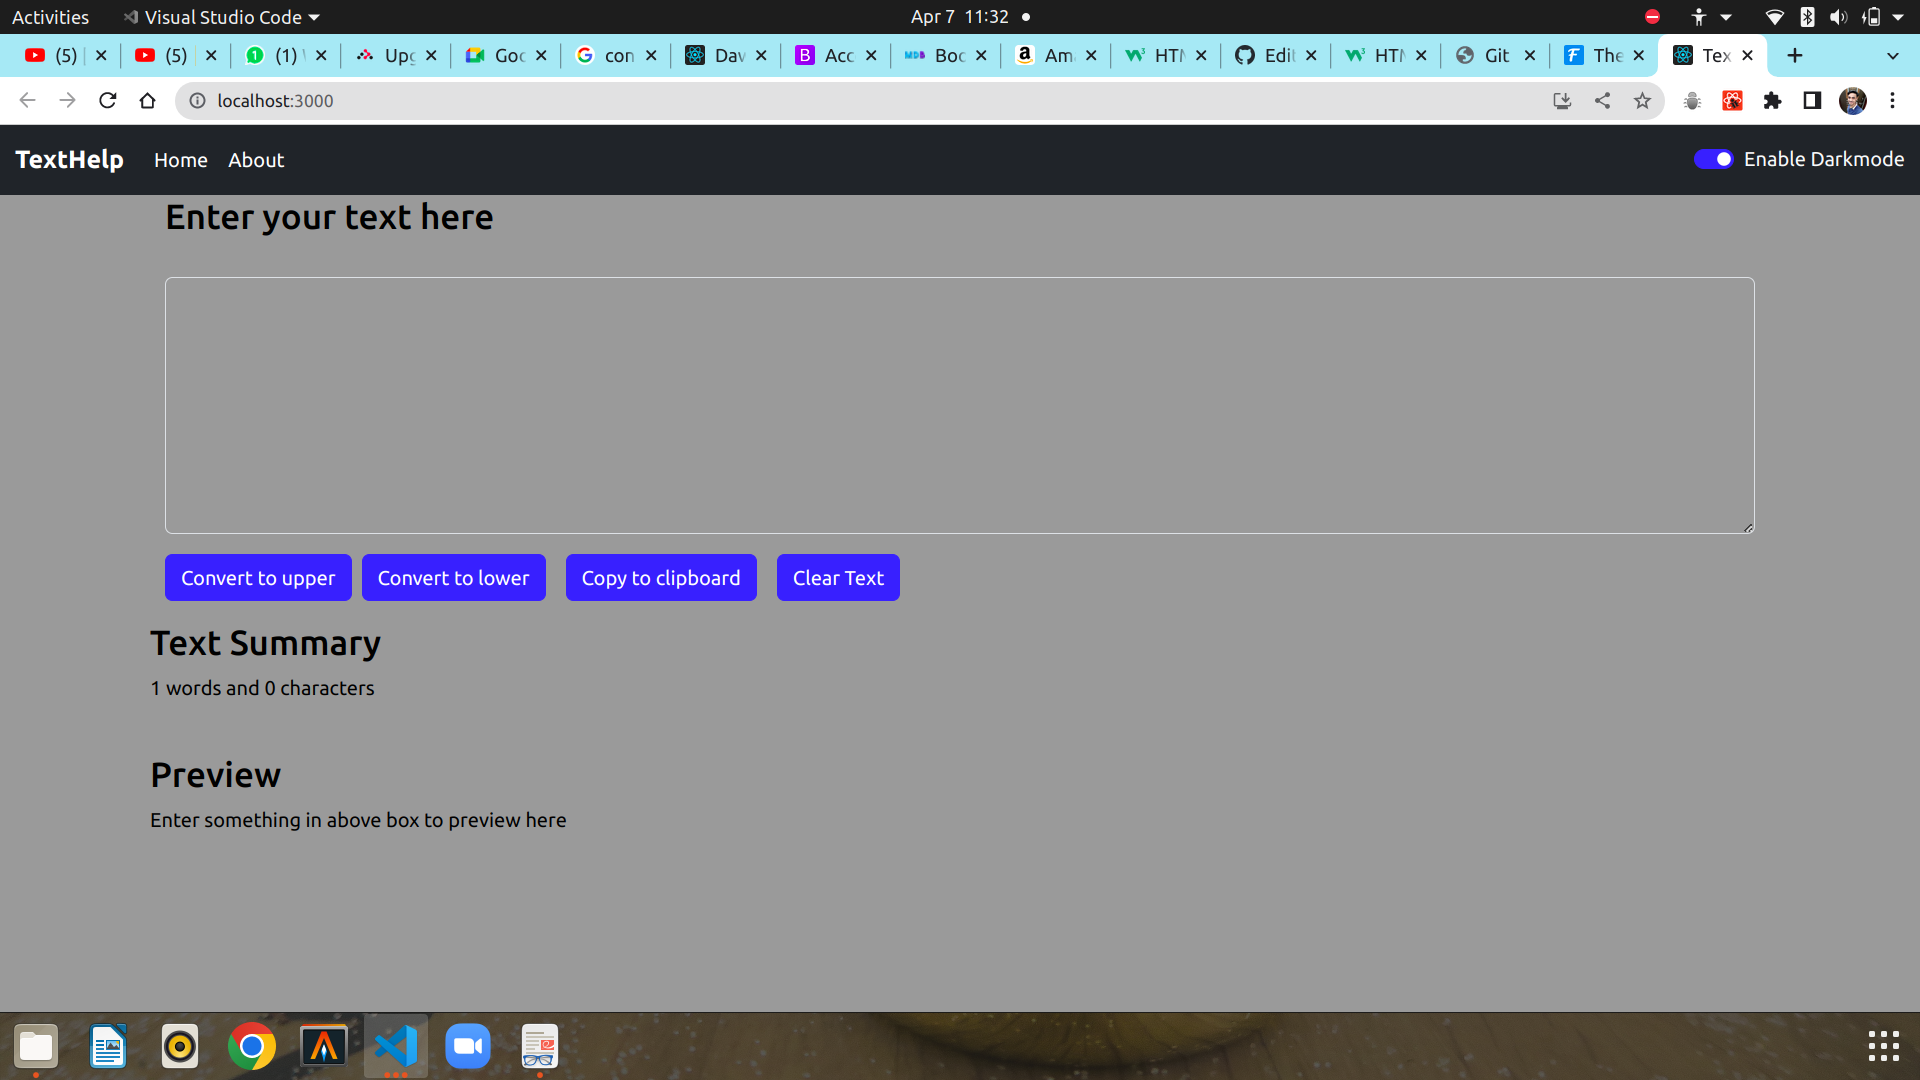 Activities Visual Studio Code Apr 7 11:32
(5) (5) (1) Upg Goo con Dav Acc Boo Am HTM Edit HTM Git The Tex
localhost:3000
TextHelp Home About Enable Darkmode
Enter your text here
Convert to upper Convert to lower Copy to clipboard Clear Text
Text Summary
1 words and 0 characters
Preview
Enter something in above box to preview here